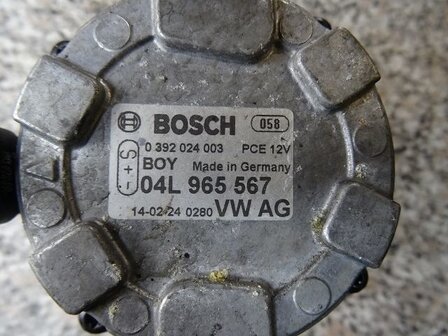 BOSCH 058
0 392 024 003 PCE 12V
BOY Made in Germany
S + -
04L 965 567
14-02-24 0280 VW AG